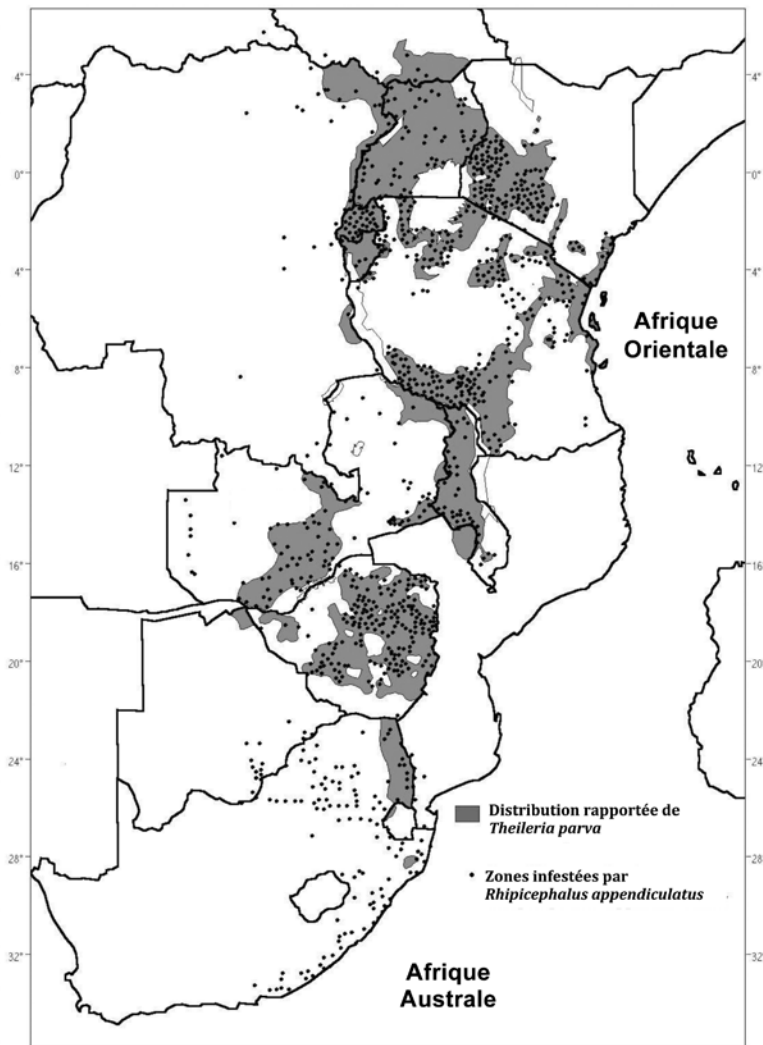 4°
0°
4°
8°
12°
16°
20°
24°
28°
32°
4°
0°
4°
8°
12°
16°
20°
24°
28°
32°
Afrique
Orientale
Distribution rapportée de
Theileria parva
Zones infestées par
Rhipicephalus appendiculatus
Afrique
Australe